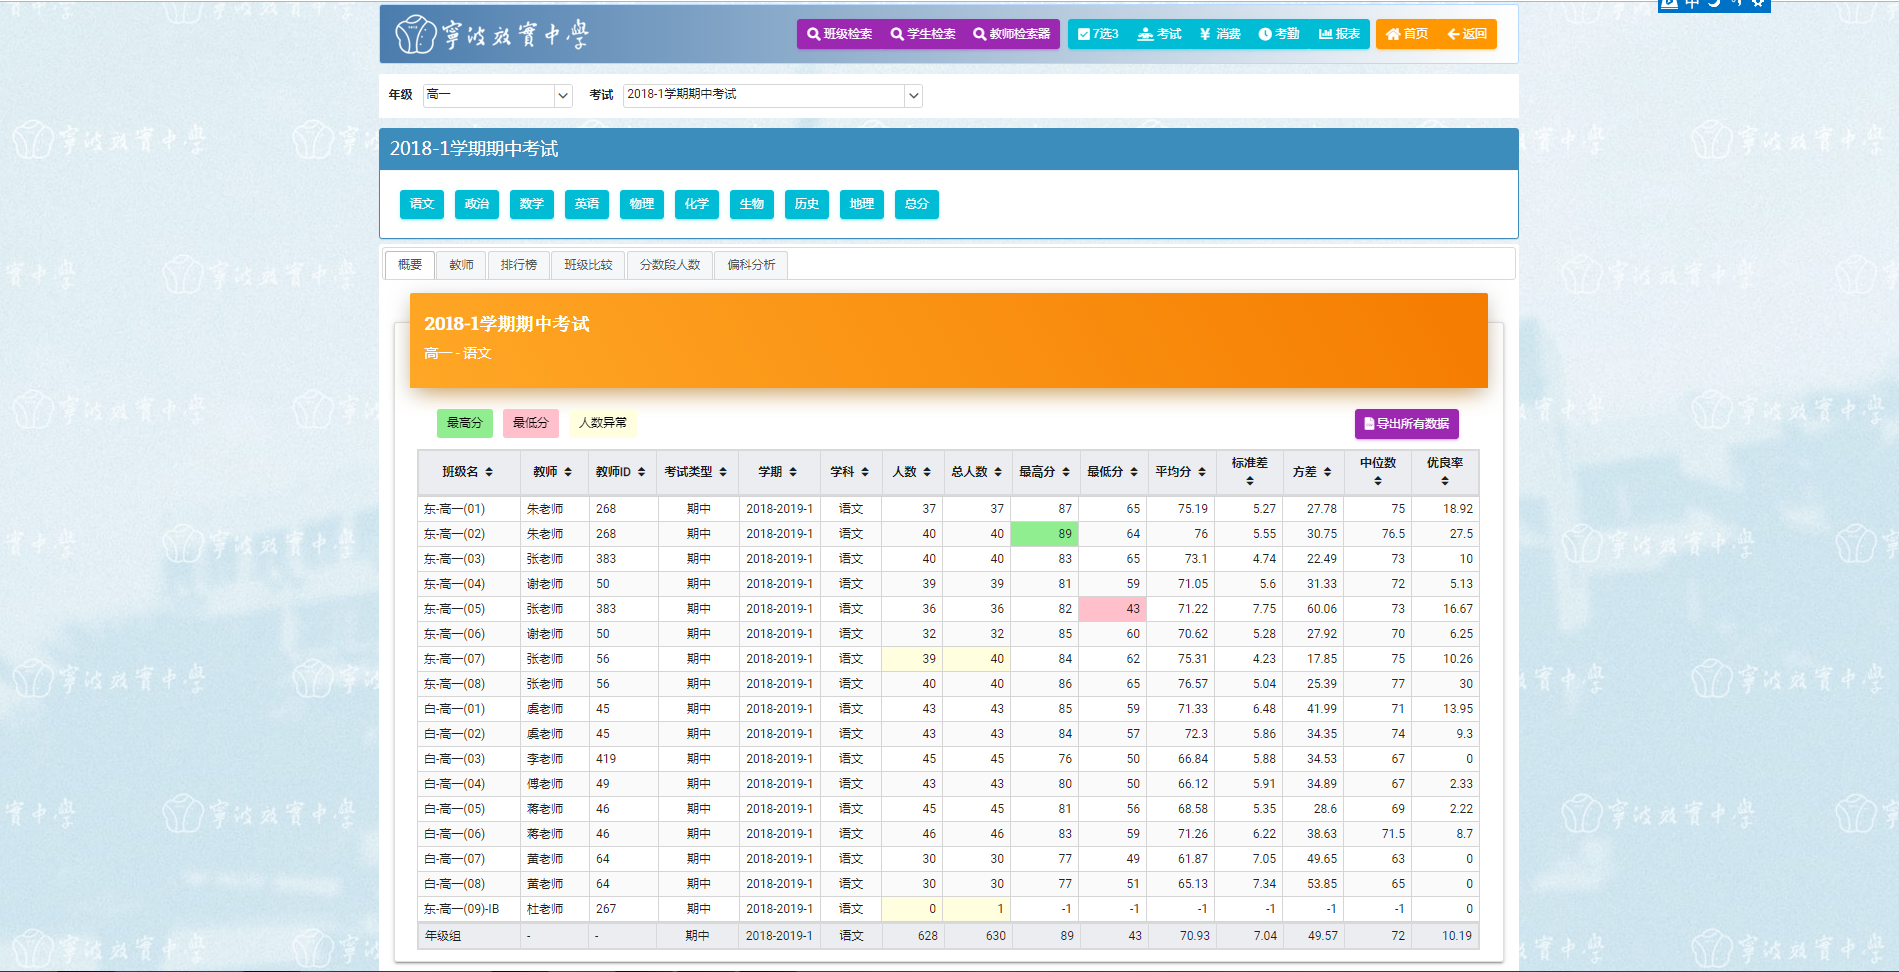 寧波效實中學
班级检索 学生检索 教师检索器 7选3 考试 消费 考勤 报表 首页 返回
年级 高一 考试 2018-1学期期中考试
2018-1学期期中考试
语文 政治 数学 英语 物理 化学 生物 历史 地理 总分
概要 教师 排行榜 班级比较 分数段人数 偏科分析
2018-1学期期中考试
高一 - 语文
最高分 最低分 人数异常 导出所有数据
班级名 教师 教师ID 考试类型 学期 学科 人数 总人数 最高分 最低分 平均分 标准差 方差 中位数 优良率
东-高一(01) 朱老师 268 期中 2018-2019-1 语文 37 37 87 65 75.19 5.27 27.78 75 18.92
东-高一(02) 朱老师 268 期中 2018-2019-1 语文 40 40 89 64 76 5.55 30.75 76.5 27.5
东-高一(03) 张老师 383 期中 2018-2019-1 语文 40 40 83 65 73.1 4.74 22.49 73 10
东-高一(04) 谢老师 50 期中 2018-2019-1 语文 39 39 81 59 71.05 5.6 31.33 72 5.13
东-高一(05) 张老师 383 期中 2018-2019-1 语文 36 36 82 43 71.22 7.75 60.06 73 16.67
东-高一(06) 谢老师 50 期中 2018-2019-1 语文 32 32 85 60 70.62 5.28 27.92 70 6.25
东-高一(07) 张老师 56 期中 2018-2019-1 语文 39 40 84 62 75.31 4.23 17.85 75 10.26
东-高一(08) 张老师 56 期中 2018-2019-1 语文 40 40 86 65 76.57 5.04 25.39 77 30
白-高一(01) 虞老师 45 期中 2018-2019-1 语文 43 43 85 59 71.33 6.48 41.99 71 13.95
白-高一(02) 虞老师 45 期中 2018-2019-1 语文 43 43 84 57 72.3 5.86 34.35 74 9.3
白-高一(03) 李老师 419 期中 2018-2019-1 语文 45 45 76 50 66.84 5.88 34.53 67 0
白-高一(04) 傅老师 49 期中 2018-2019-1 语文 43 43 80 50 66.12 5.91 34.89 67 2.33
白-高一(05) 蒋老师 46 期中 2018-2019-1 语文 45 45 81 56 68.58 5.35 28.6 69 2.22
白-高一(06) 蒋老师 46 期中 2018-2019-1 语文 46 46 83 59 71.26 6.22 38.63 71.5 8.7
白-高一(07) 黄老师 64 期中 2018-2019-1 语文 30 30 77 49 61.87 7.05 49.65 63 0
白-高一(08) 黄老师 64 期中 2018-2019-1 语文 30 30 77 51 65.13 7.34 53.85 65 0
东-高一(09)-IB 杜老师 267 期中 2018-2019-1 语文 0 1 -1 -1 -1 -1 -1 -1 0
年级组 - - 期中 2018-2019-1 语文 628 630 89 43 70.93 7.04 49.57 72 10.19